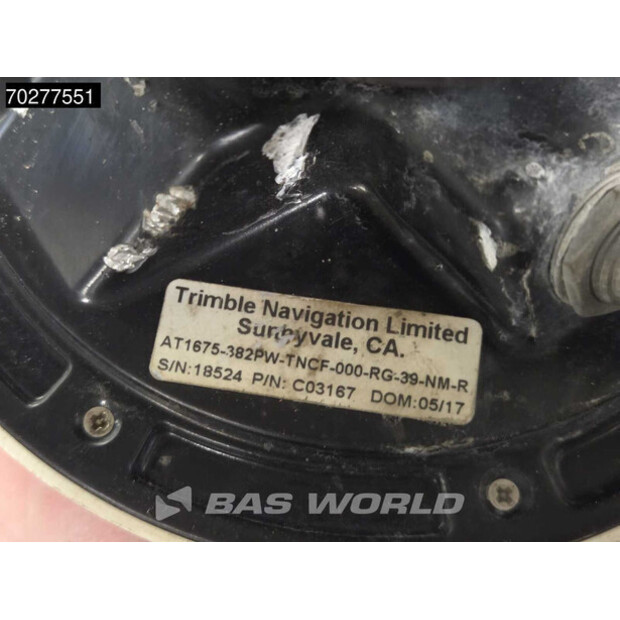 70277551
Trimble Navigation Limited
Sunnyvale, CA.
AT1675-382PW-TNCF-000-RG-39-NM-R
S/N:18524 P/N: C03167 DOM:05/17
BAS WORLD